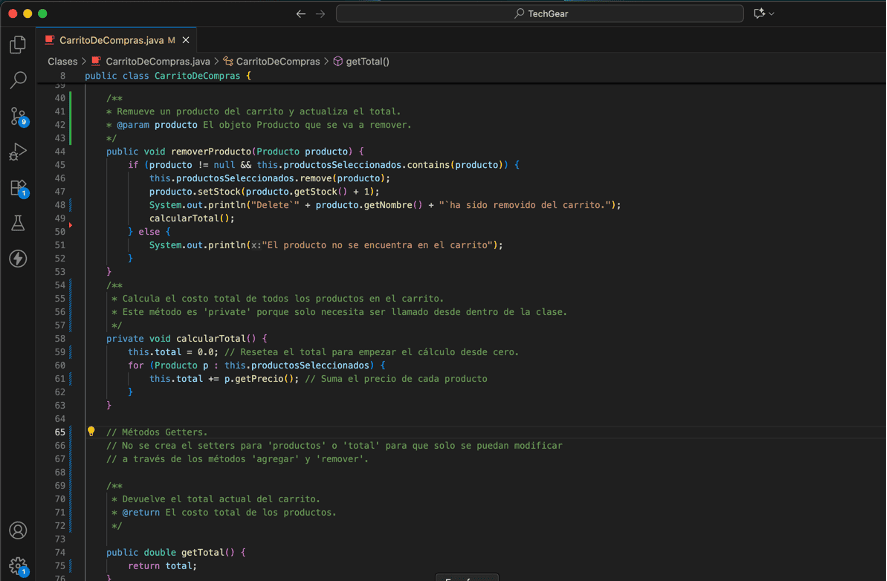 TechGear
CarritoDeCompras.java M ×
Clases > CarritoDeCompras.java > CarritoDeCompras > getTotal()
8 public class CarritoDeCompras {
39
40 /**
41 * Remueve un producto del carrito y actualiza el total.
42 * @param producto El objeto Producto que se va a remover.
43 */
44 public void removerProducto(Producto producto) {
45 if (producto != null && this.productosSeleccionados.contains(producto)) {
46 this.productosSeleccionados.remove(producto);
47 producto.setStock(producto.getStock() + 1);
48 System.out.println("Delete`" + producto.getNombre() + "`ha sido removido del carrito.");
49 calcularTotal();
50 } else {
51 System.out.println(x:"El producto no se encuentra en el carrito");
52 }
53 }
54 /**
55 * Calcula el costo total de todos los productos en el carrito.
56 * Este método es 'private' porque solo necesita ser llamado desde dentro de la clase.
57 */
58 private void calcularTotal() {
59 this.total = 0.0; // Resetea el total para empezar el cálculo desde cero.
60 for (Producto p : this.productosSeleccionados) {
61 this.total += p.getPrecio(); // Suma el precio de cada producto
62 }
63 }
64
65 // Métodos Getters.
66 // No se crea el setters para 'productos' o 'total' para que solo se puedan modificar
67 // a través de los métodos 'agregar' y 'remover'.
68
69 /**
70 * Devuelve el total actual del carrito.
71 * @return El costo total de los productos.
72 */
73
74 public double getTotal() {
75 return total;
76 }
9
1
1